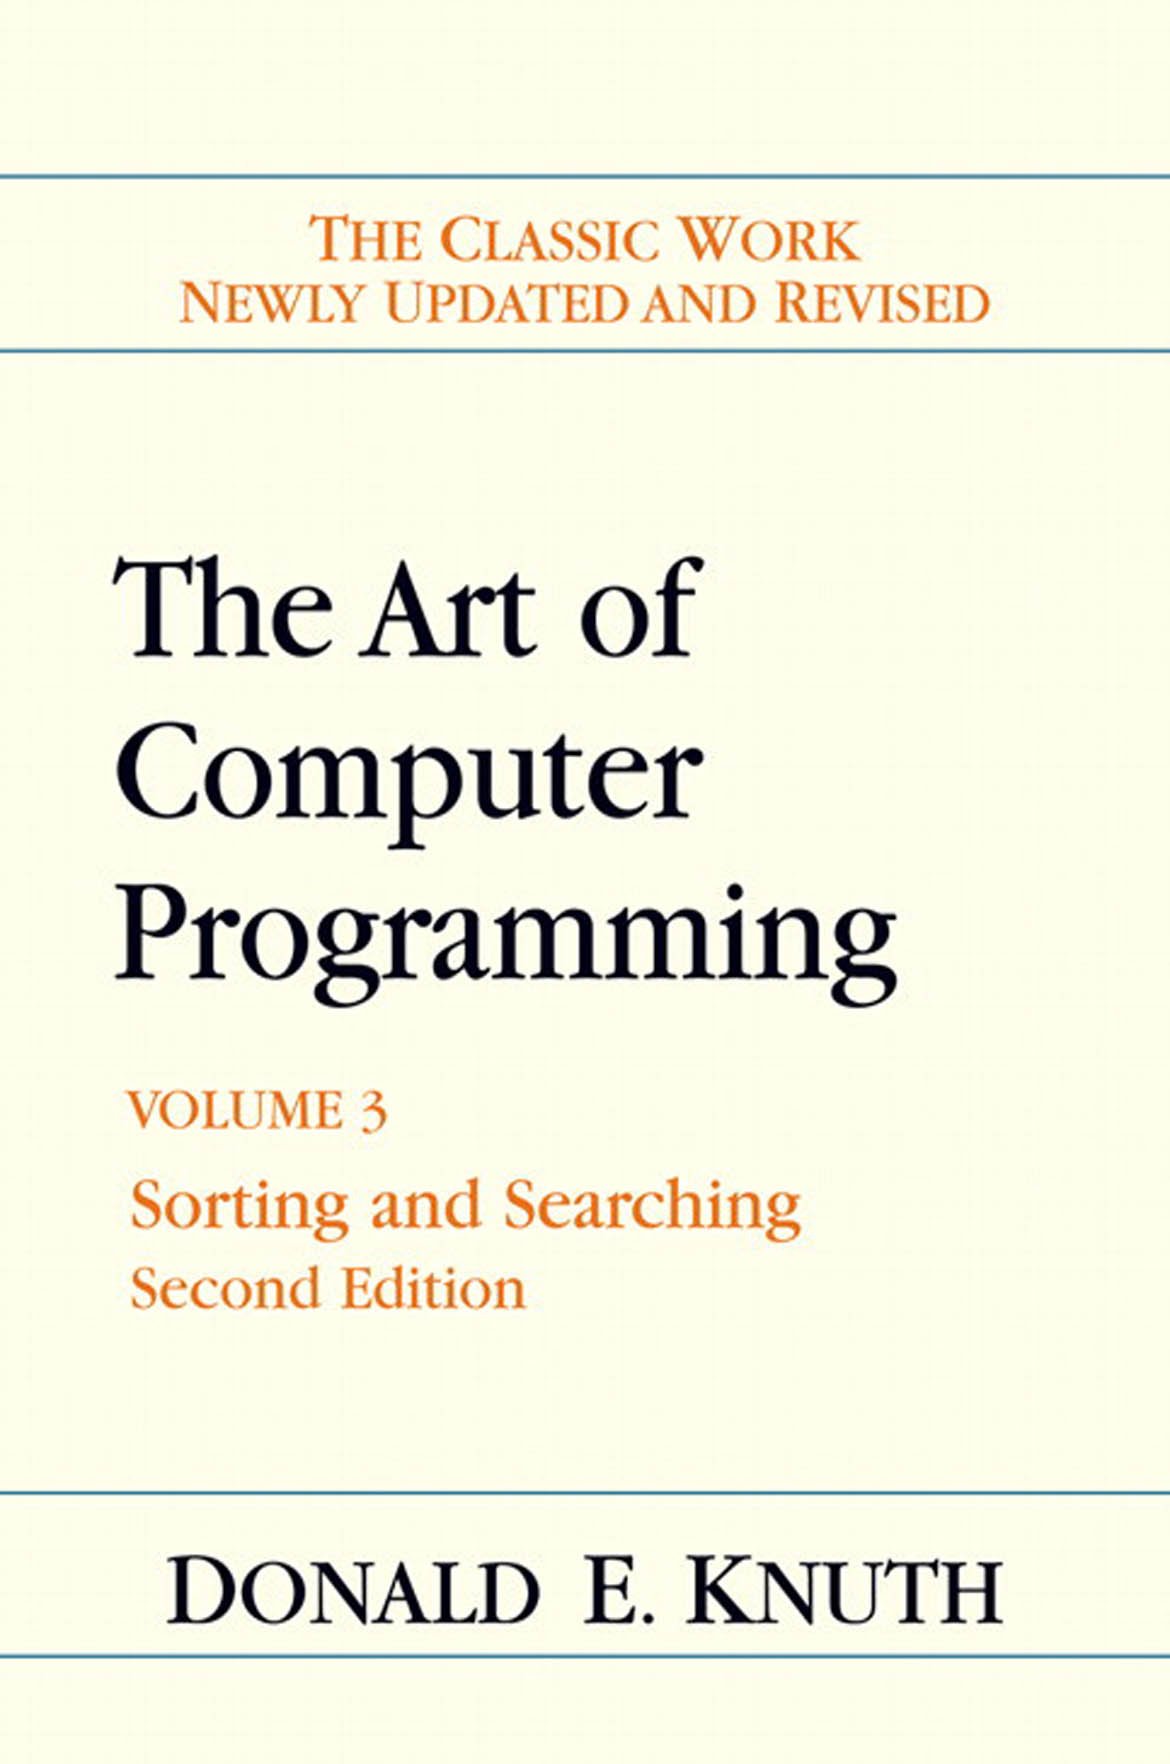 THE CLASSIC WORK
NEWLY UPDATED AND REVISED
The Art of
Computer
Programming
VOLUME 3
Sorting and Searching
Second Edition
DONALD E. KNUTH